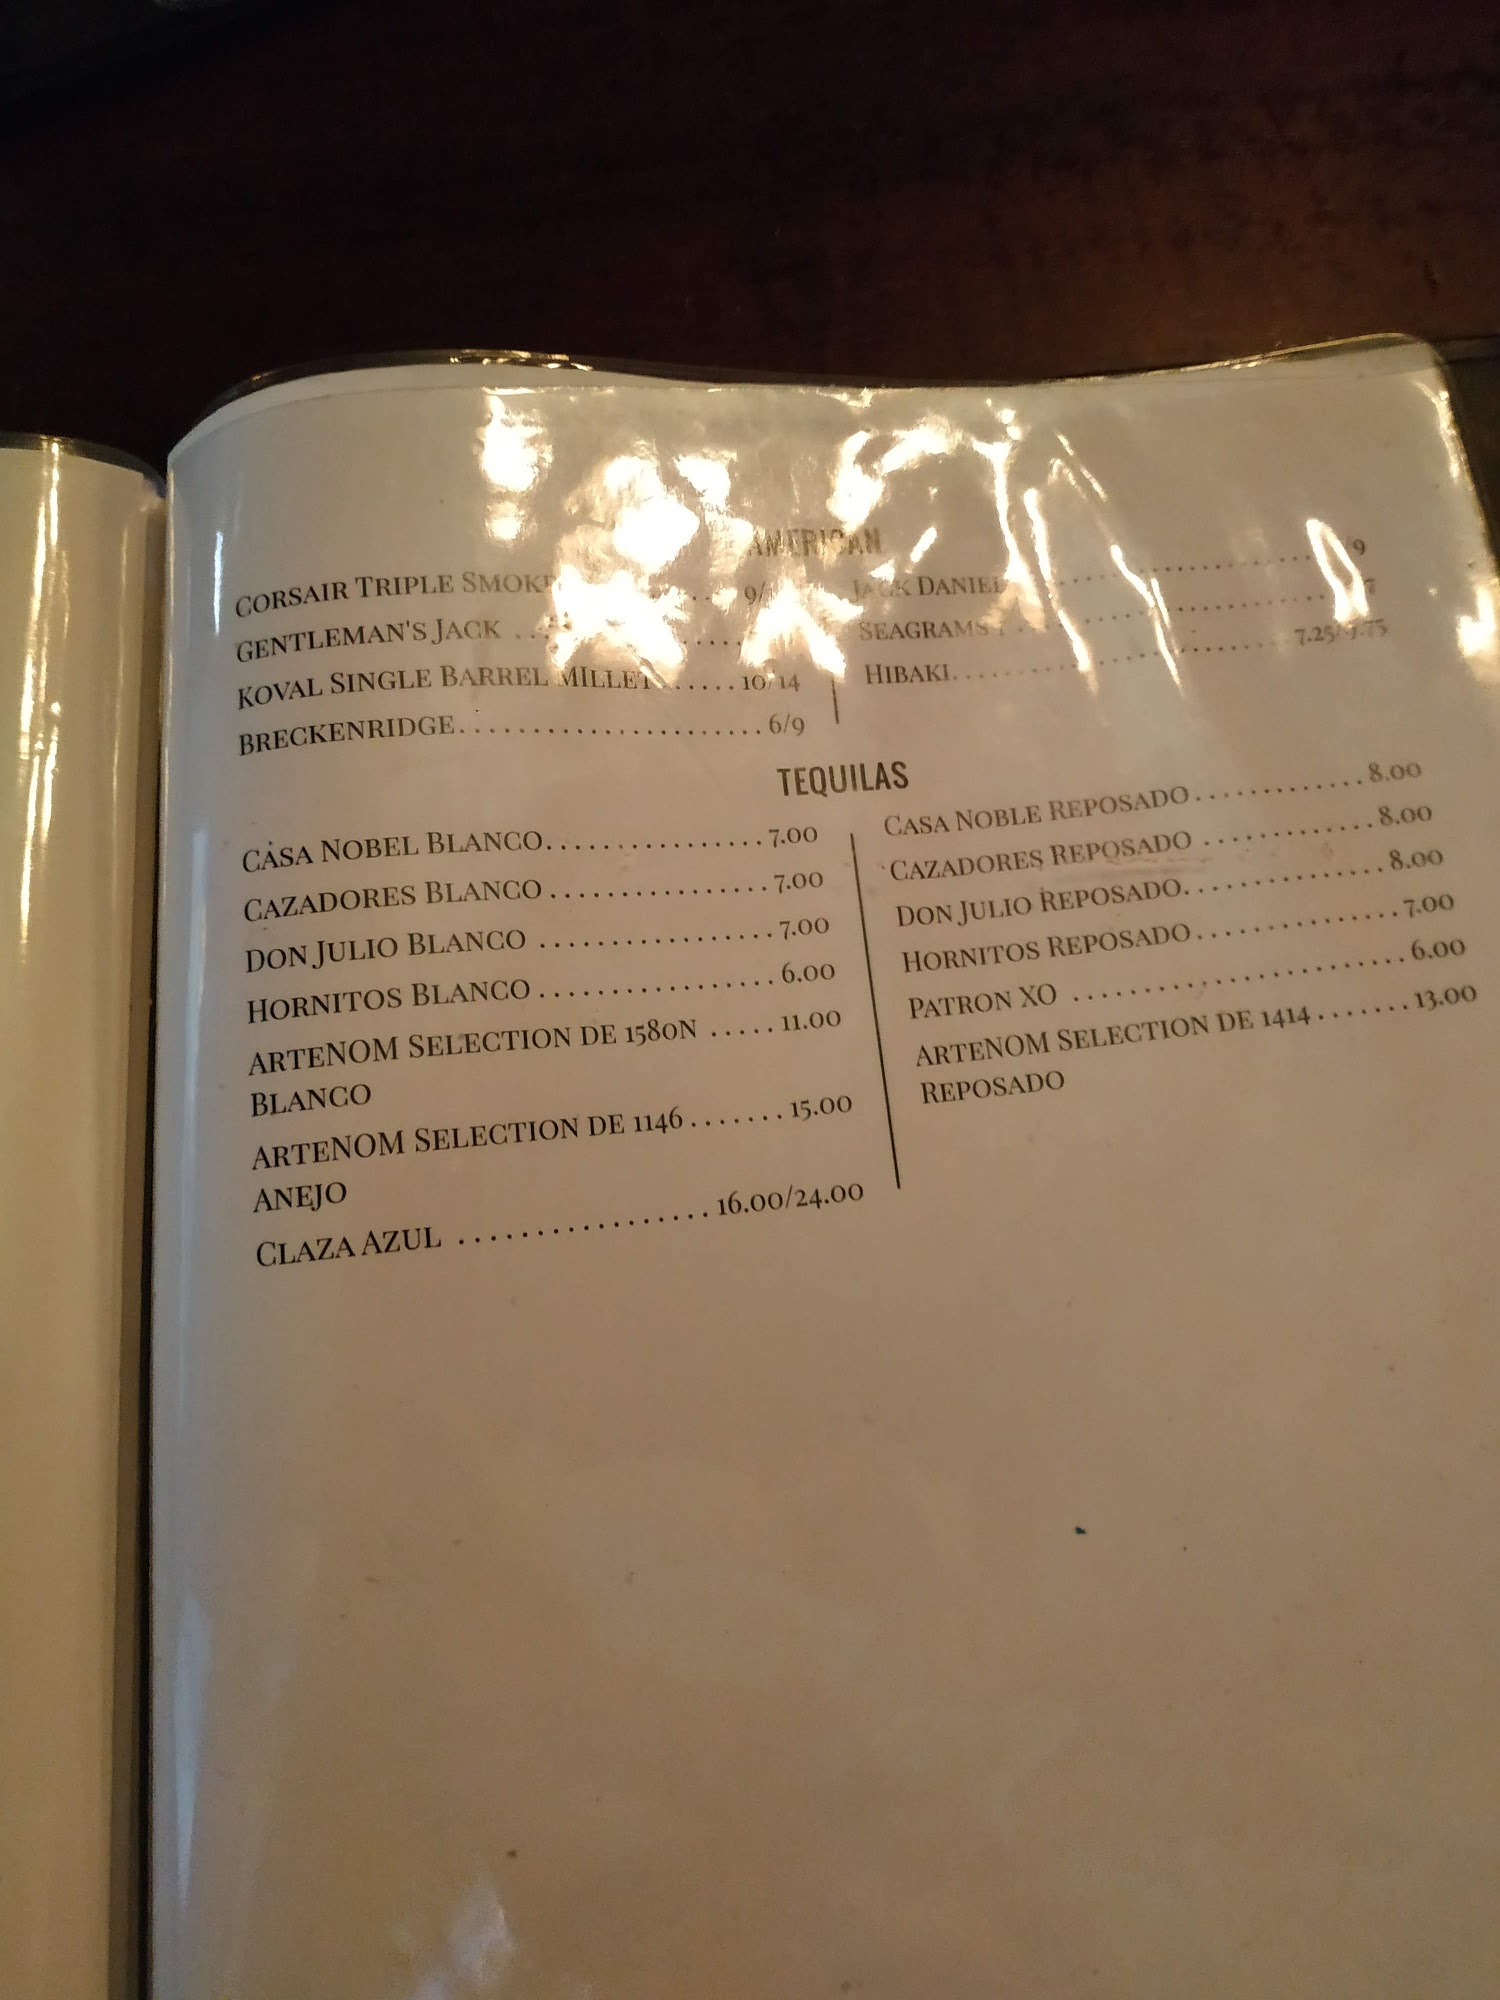 AMERICAN
CORSAIR TRIPLE SMOKE
GENTLEMAN'S JACK
KOVAL SINGLE BARREL MILLET ..... 10/14
BRECKENRIDGE ..................... 6/9
JACK DANIEL
SEAGRAMS
HIBAKI
TEQUILAS
CASA NOBEL BLANCO ................ 7.00
CAZADORES BLANCO ................ 7.00
DON JULIO BLANCO ................. 7.00
HORNITOS BLANCO ................. 6.00
ARTENOM SELECTION DE 1580N ..... 11.00
BLANCO
ARTENOM SELECTION DE 1146 ....... 15.00
ANEJO
CLAZA AZUL .................. 16.00/24.00
CASA NOBLE REPOSADO ............. 8.00
CAZADORES REPOSADO ............. 8.00
DON JULIO REPOSADO ............... 8.00
HORNITOS REPOSADO ............... 7.00
PATRON XO ........................ 6.00
ARTENOM SELECTION DE 1414 ....... 13.00
REPOSADO